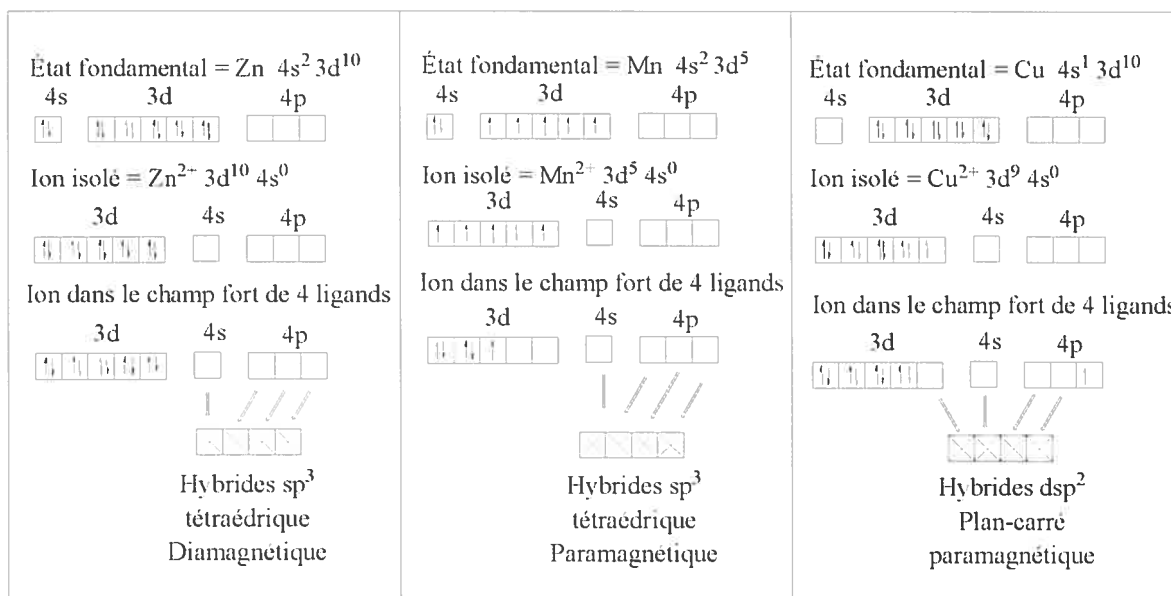 État fondamental = Zn 4s² 3d¹⁰
4s 3d 4p
Ion isolé = Zn²⁺ 3d¹⁰ 4s⁰
3d 4s 4p
Ion dans le champ fort de 4 ligands
3d 4s 4p
Hybrides sp³
tétraédrique
Diamagnétique
État fondamental = Mn 4s² 3d⁵
4s 3d 4p
Ion isolé = Mn²⁺ 3d⁵ 4s⁰
3d 4s 4p
Ion dans le champ fort de 4 ligands
3d 4s 4p
Hybrides sp³
tétraédrique
Paramagnétique
État fondamental = Cu 4s¹ 3d¹⁰
4s 3d 4p
Ion isolé = Cu²⁺ 3d⁹ 4s⁰
3d 4s 4p
Ion dans le champ fort de 4 ligands
3d 4s 4p
Hybrides dsp²
Plan-carré
paramagnétique